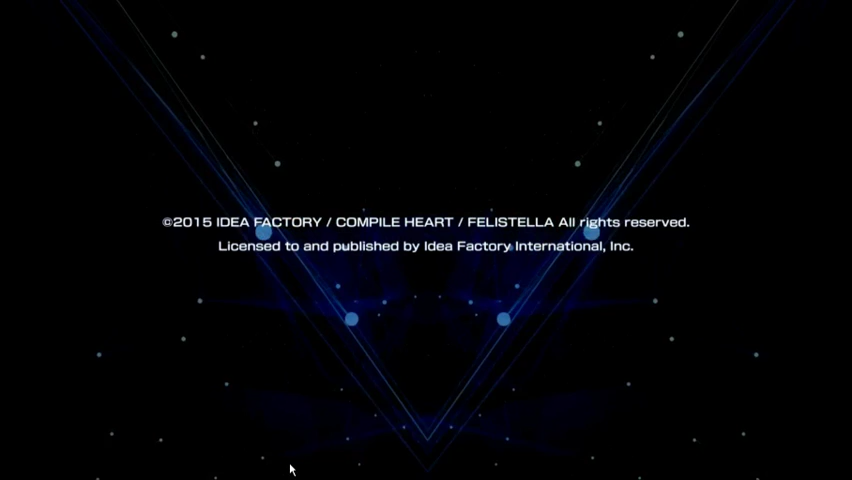 ©2015 IDEA FACTORY / COMPILE HEART / FELISTELLA All rights reserved.
Licensed to and published by Idea Factory International, Inc.